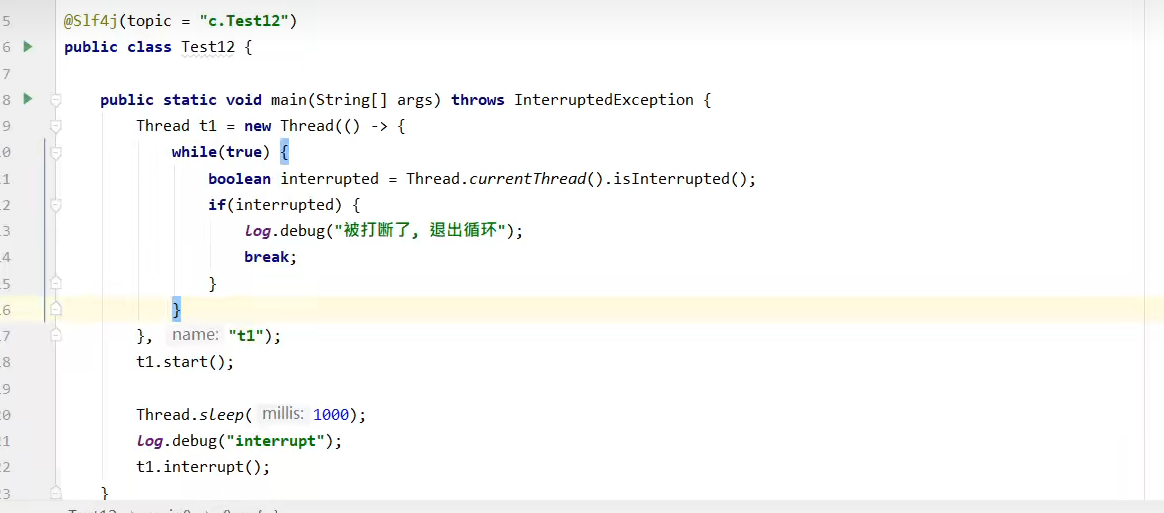 5 @Slf4j(topic = "c.Test12")
6 public class Test12 {
7
8 public static void main(String[] args) throws InterruptedException {
9 Thread t1 = new Thread(() -> {
0 while(true) {
1 boolean interrupted = Thread.currentThread().isInterrupted();
2 if(interrupted) {
3 log.debug("被打断了, 退出循环");
4 break;
5 }
6 }
7 }, name: "t1");
8 t1.start();
9
0 Thread.sleep( millis: 1000);
1 log.debug("interrupt");
2 t1.interrupt();
3 }